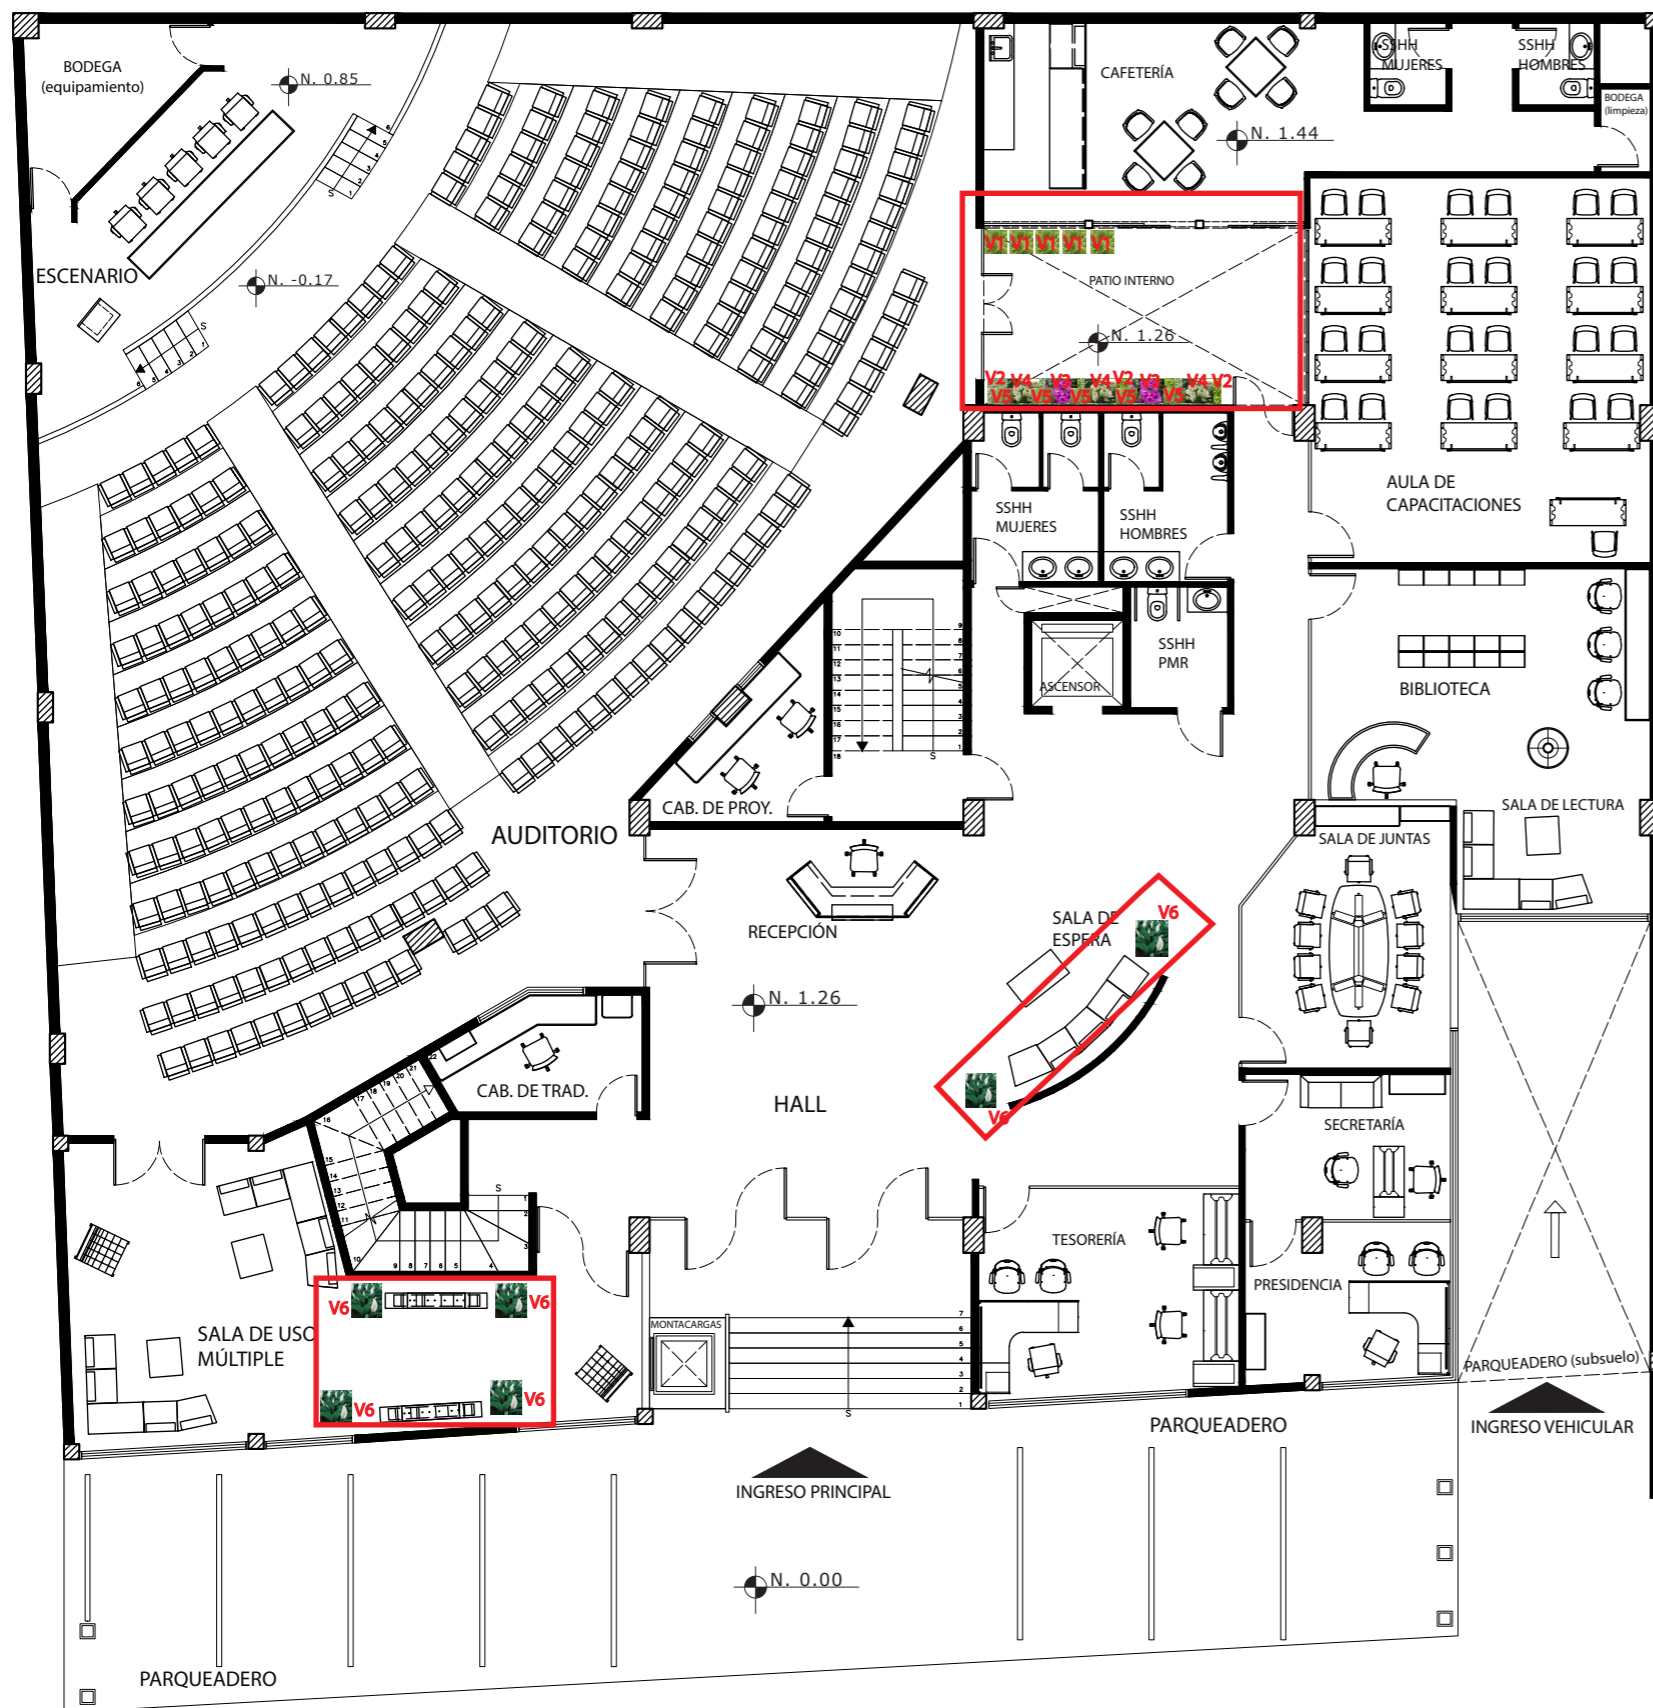 BODEGA
(equipamiento)
N. 0.85
ESCENARIO
N. -0.17
CAFETERÍA
N. 1.44
SSHH
MUJERES
SSHH
HOMBRES
BODEGA
(limpieza)
V1 V1 V1 V1 V1
PATIO INTERNO
N. 1.26
V2 V4 V3 V4 V2 V3 V4 V2
V5 V5 V5 V5 V5
SSHH
MUJERES
SSHH
HOMBRES
AULA DE
CAPACITACIONES
SSHH
PMR
ASCENSOR
BIBLIOTECA
CAB. DE PROY.
AUDITORIO
SALA DE LECTURA
SALA DE JUNTAS
RECEPCIÓN
SALA DE
ESPERA
V6
N. 1.26
CAB. DE TRAD.
HALL
V6
SECRETARÍA
TESORERÍA
PRESIDENCIA
V6
V6
SALA DE USO
MÚLTIPLE
MONTACARGAS
V6
V6
PARQUEADERO (subsuelo)
PARQUEADERO
INGRESO VEHICULAR
INGRESO PRINCIPAL
N. 0.00
PARQUEADERO